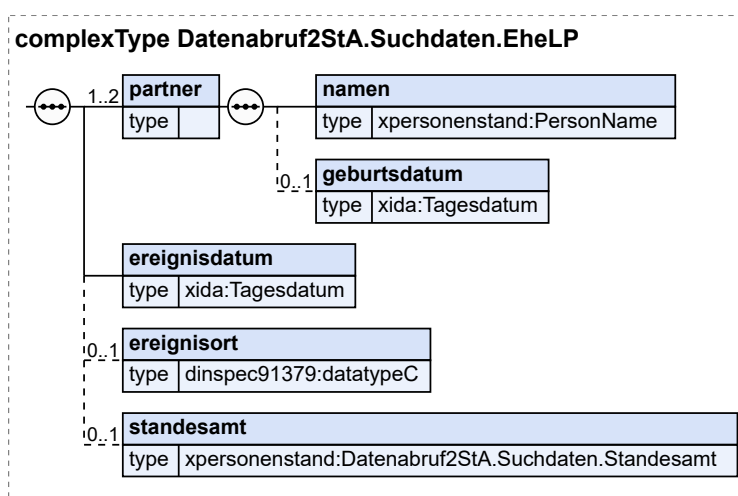 complexType Datenabruf2StA.Suchdaten.EheLP
1..2 partner namen
type type xpersonenstand:PersonName
0..1 geburtsdatum
type xida:Tagesdatum
ereignisdatum
type xida:Tagesdatum
0..1 ereignisort
type dinspec91379:datatypeC
0..1 standesamt
type xpersonenstand:Datenabruf2StA.Suchdaten.Standesamt